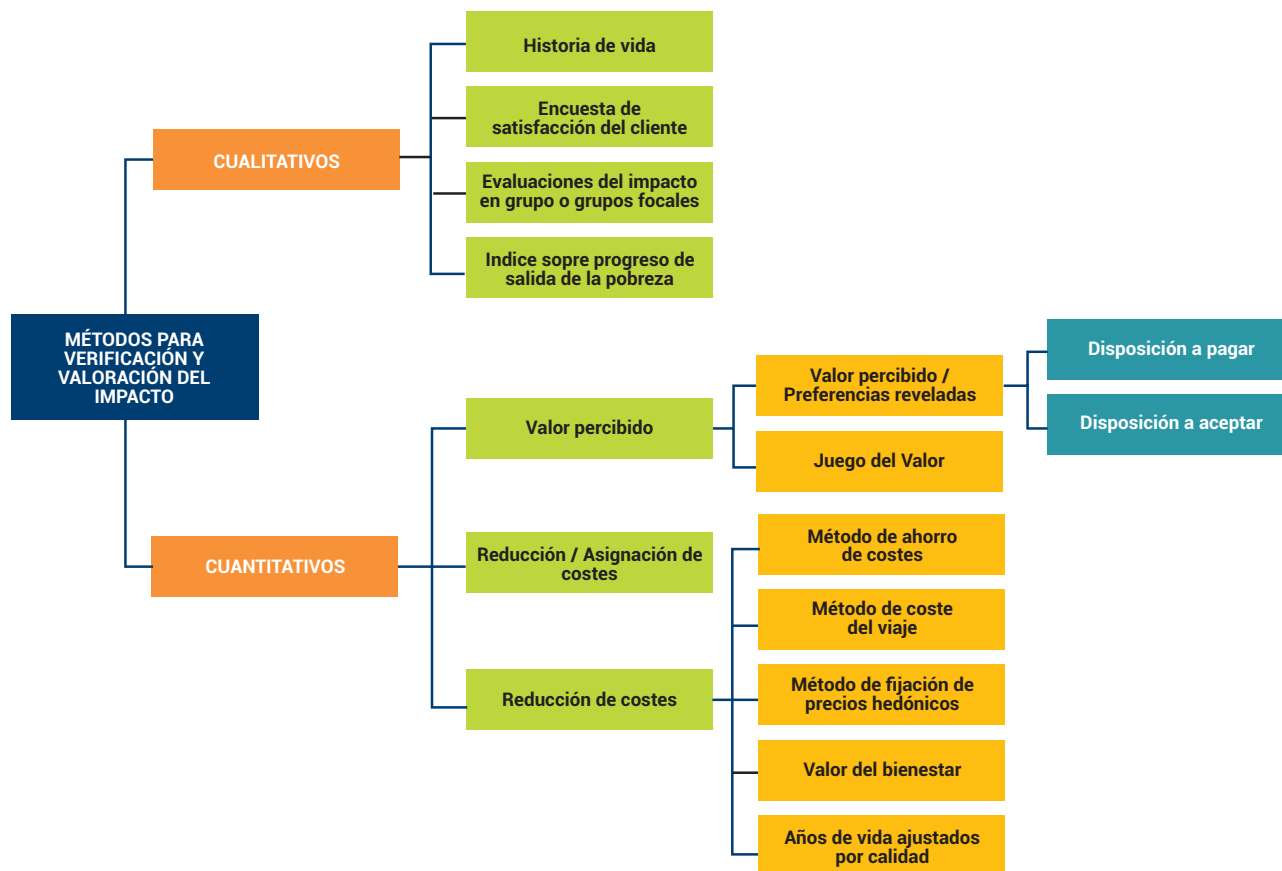 Historia de vida
Encuesta de
satisfacción del cliente
CUALITATIVOS
Evaluaciones del impacto
en grupo o grupos focales
Indice sopre progreso de
salida de la pobreza
MÉTODOS PARA
VERIFICACIÓN Y
VALORACIÓN DEL
IMPACTO
Disposición a pagar
Valor percibido /
Preferencias reveladas
Disposición a aceptar
Valor percibido
Juego del Valor
CUANTITATIVOS
Reducción / Asignación de
costes
Método de ahorro
de costes
Método de coste
del viaje
Reducción de costes
Método de fijación de
precios hedónicos
Valor del bienestar
Años de vida ajustados
por calidad